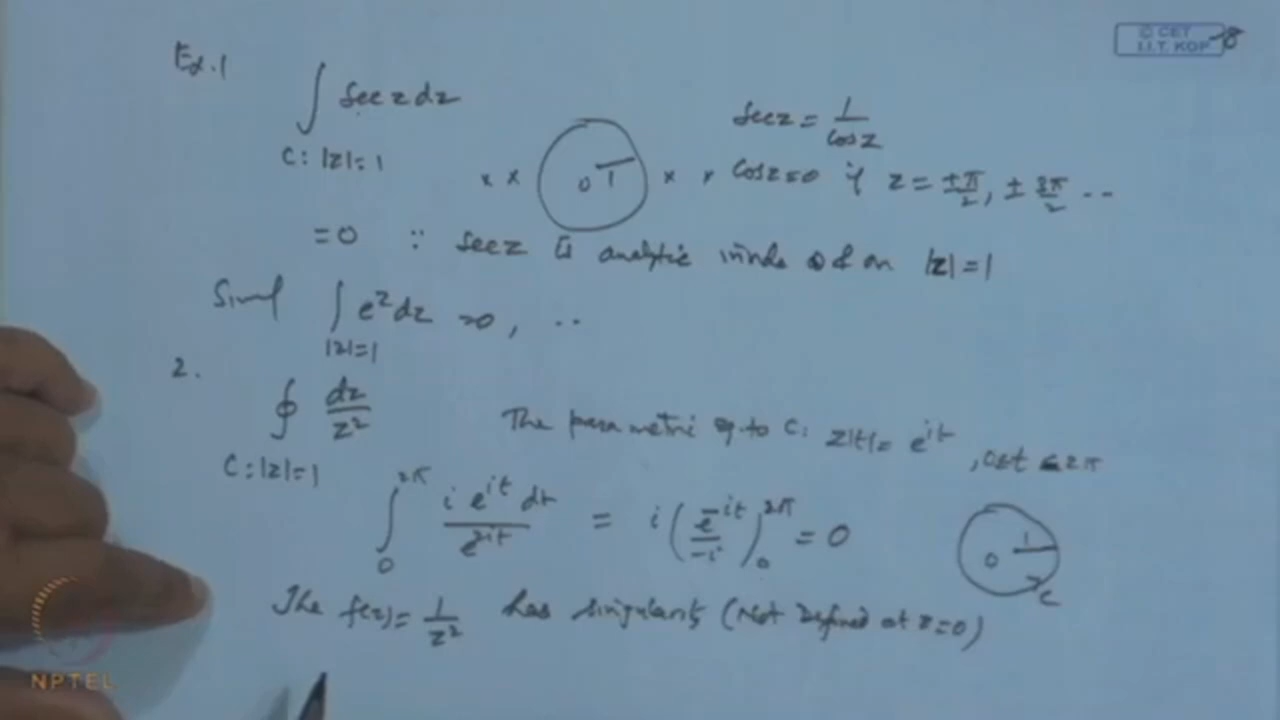 © CET
I.I.T. KGP
8
Ex.1
∫ Sec z dz
C: |z|=1
Sec z = 1/cos z
cos z = 0 if z = ±π/2, ± 3π/2 --
0 1
= 0 ∵ Sec z is analytic inside & on |z|=1
∫ e^z dz = 0, ..
|z|=1
2.
∮ dz/z²
C: |z|=1
The parametric eq. to C: z(t) = e^{it}, 0≤t≤2π
∫_0^{2π} i e^{it} dt / e^{2it} = i (e^{-it}/-i)_0^{2π} = 0
0 1
C
The f(z) = 1/z² has singularity (Not Defined at z=0)
NPTEL